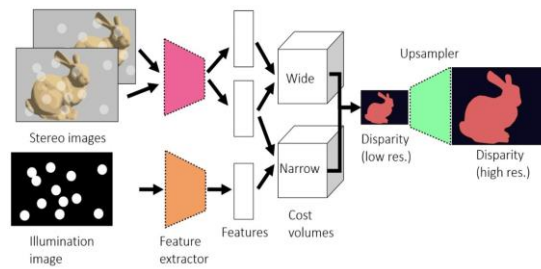 Upsampler
Wide
Stereo images
Disparity
(low res.)
Disparity
(high res.)
Narrow
Illumination
image
Feature
extractor
Features
Cost
volumes